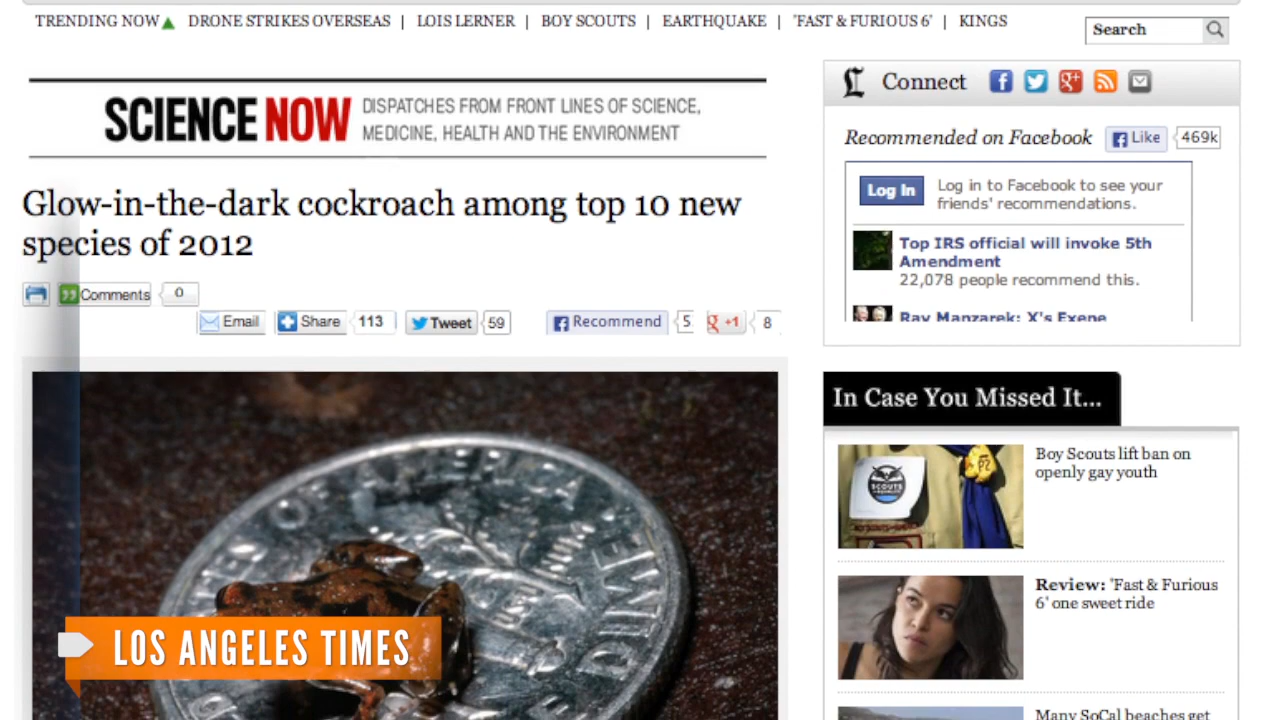 TRENDING NOW DRONE STRIKES OVERSEAS | LOIS LERNER | BOY SCOUTS | EARTHQUAKE | 'FAST & FURIOUS 6' | KINGS
Search
SCIENCE NOW
DISPATCHES FROM FRONT LINES OF SCIENCE,
MEDICINE, HEALTH AND THE ENVIRONMENT
Glow-in-the-dark cockroach among top 10 new
species of 2012
Comments 0
Email Share 113 Tweet 59 Recommend 5 +1 8
DIME
LOS ANGELES TIMES
Connect
Recommended on Facebook Like 469k
Log In
Log in to Facebook to see your
friends' recommendations.
Top IRS official will invoke 5th
Amendment
22,078 people recommend this.
Ray Manzarek: X's Exene
In Case You Missed It...
Boy Scouts lift ban on
openly gay youth
SCOUTS
Review: 'Fast & Furious
6' one sweet ride
Many SoCal beaches get